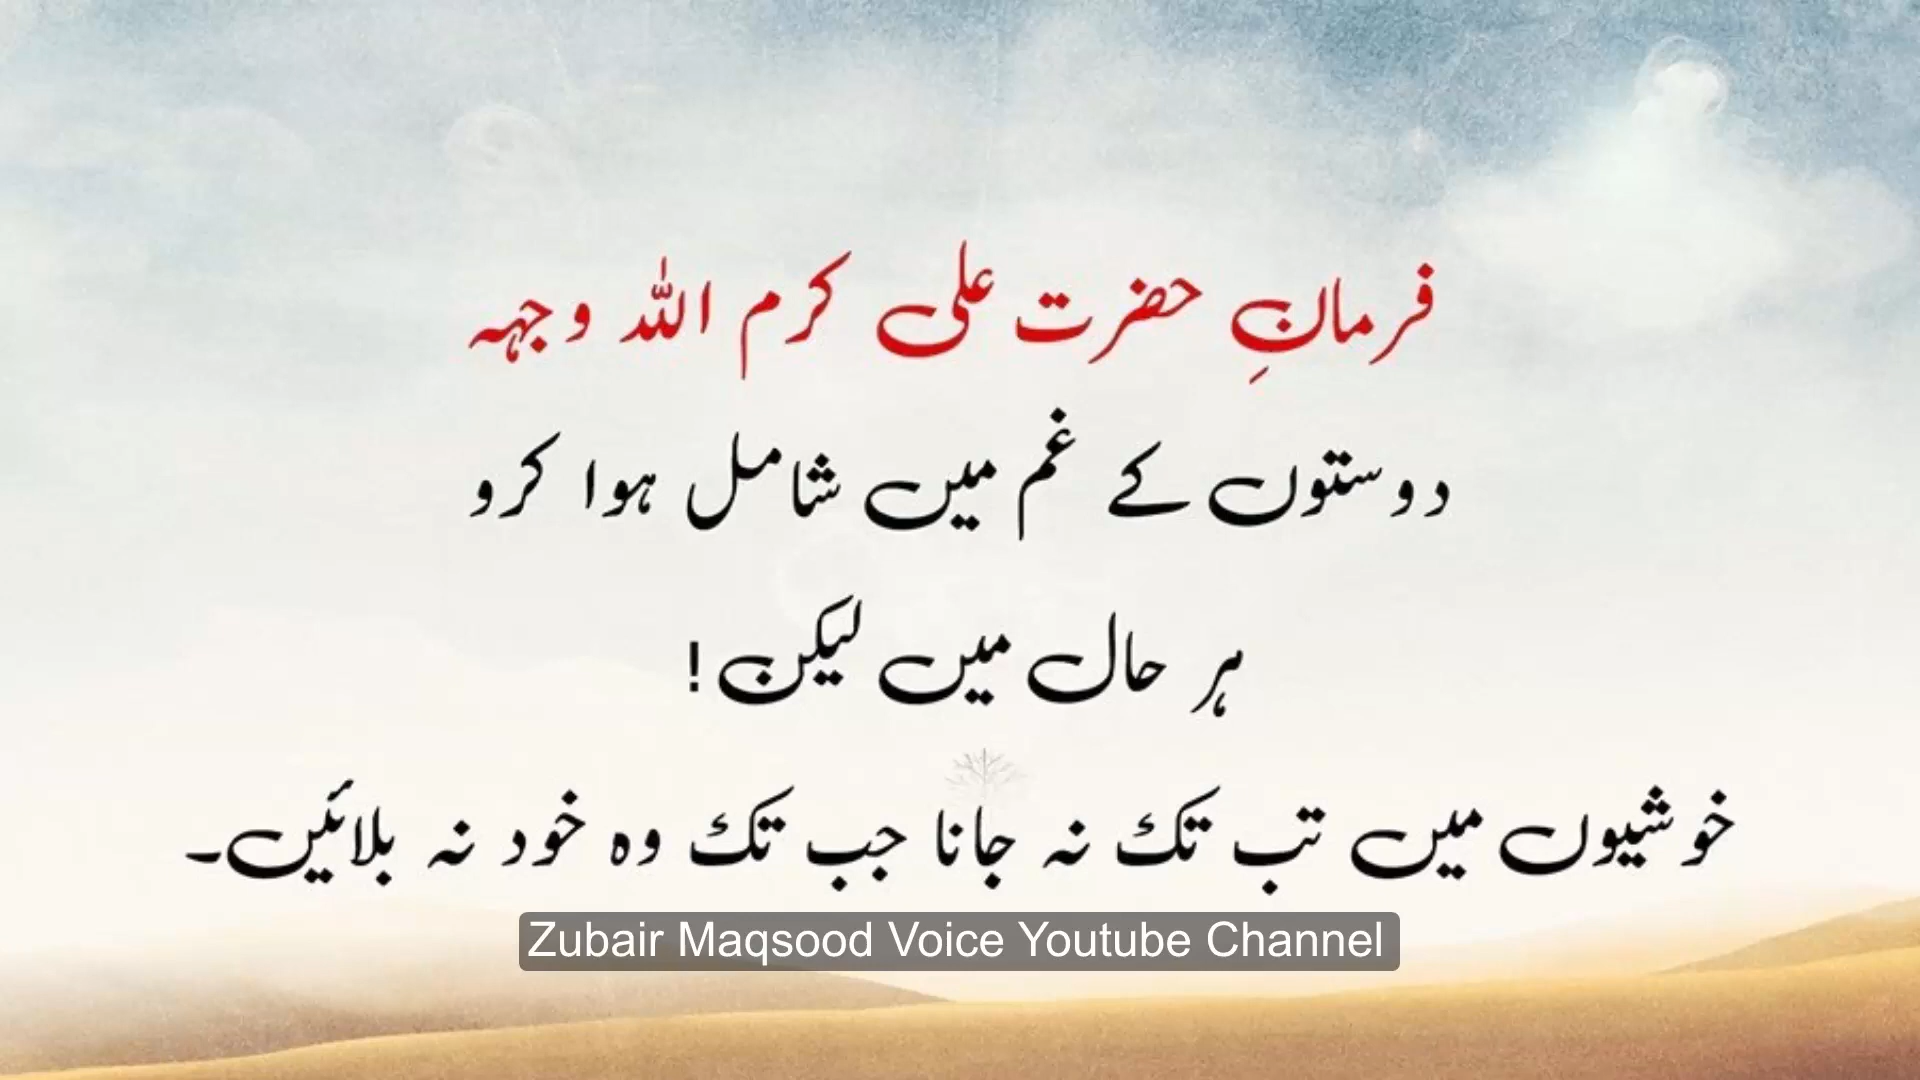 فرمانِ حضرت علی کرم اللہ وجہہ
دوستوں کے غم میں شامل ہوا کرو
ہر حال میں لیکن!
خوشیوں میں تب تک نہ جانا جب تک وہ خود نہ بلائیں۔
Zubair Maqsood Voice Youtube Channel